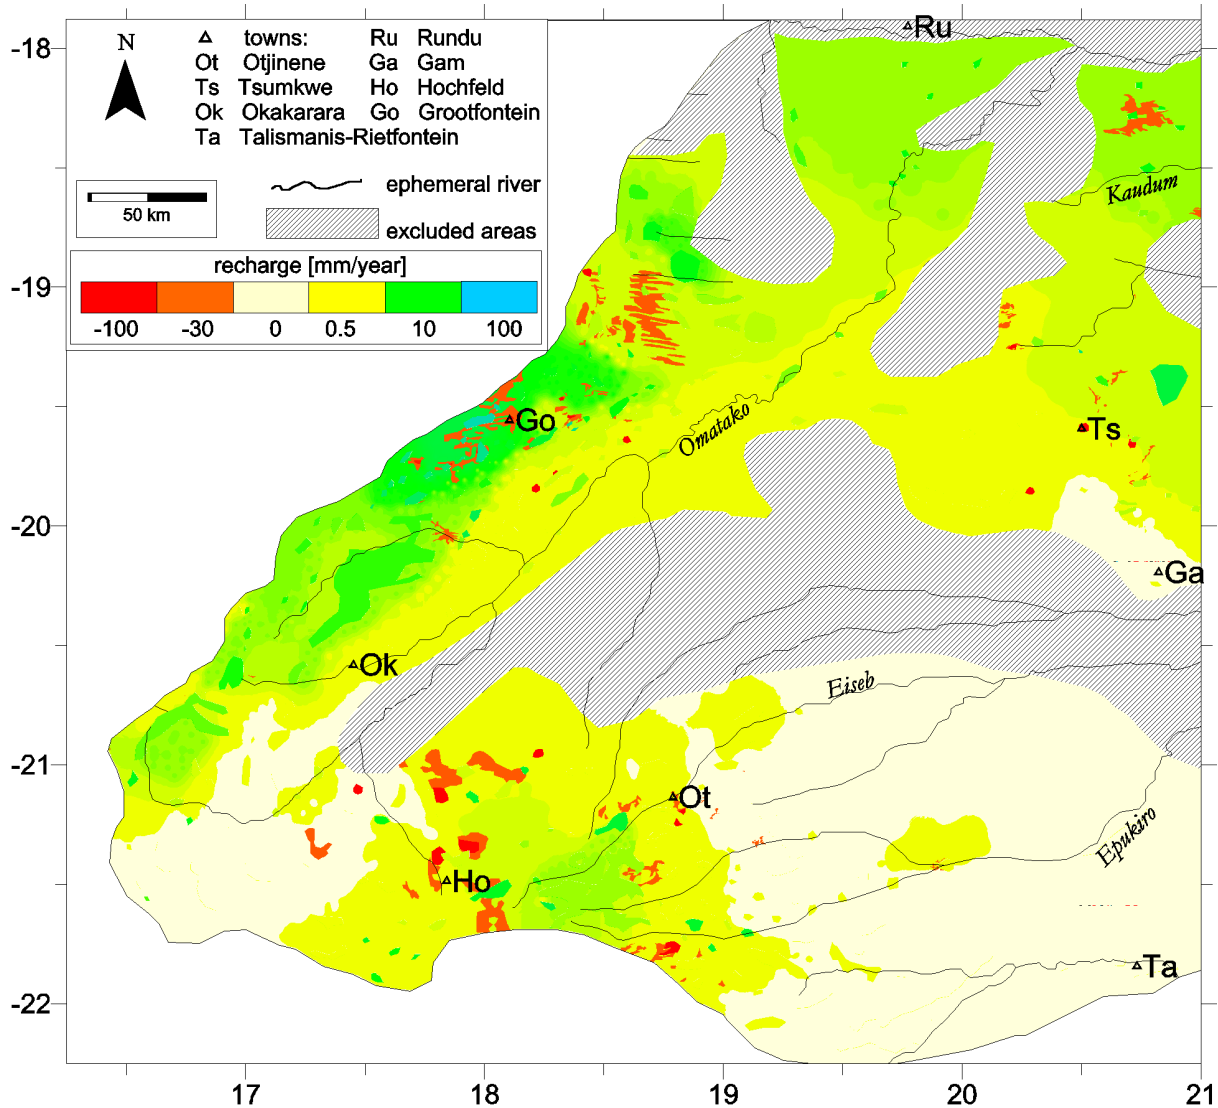 N
towns: Ru Rundu
Ot Otjinene Ga Gam
Ts Tsumkwe Ho Hochfeld
Ok Okakarara Go Grootfontein
Ta Talismanis-Rietfontein
50 km
ephemeral river
excluded areas
recharge [mm/year]
-100 -30 0 0.5 10 100
-18
-19
-20
-21
-22
17 18 19 20 21
Ru
Kaudum
Omatako
Go
Ts
Ga
Ok
Eiseb
Ot
Epukiro
Ho
Ta